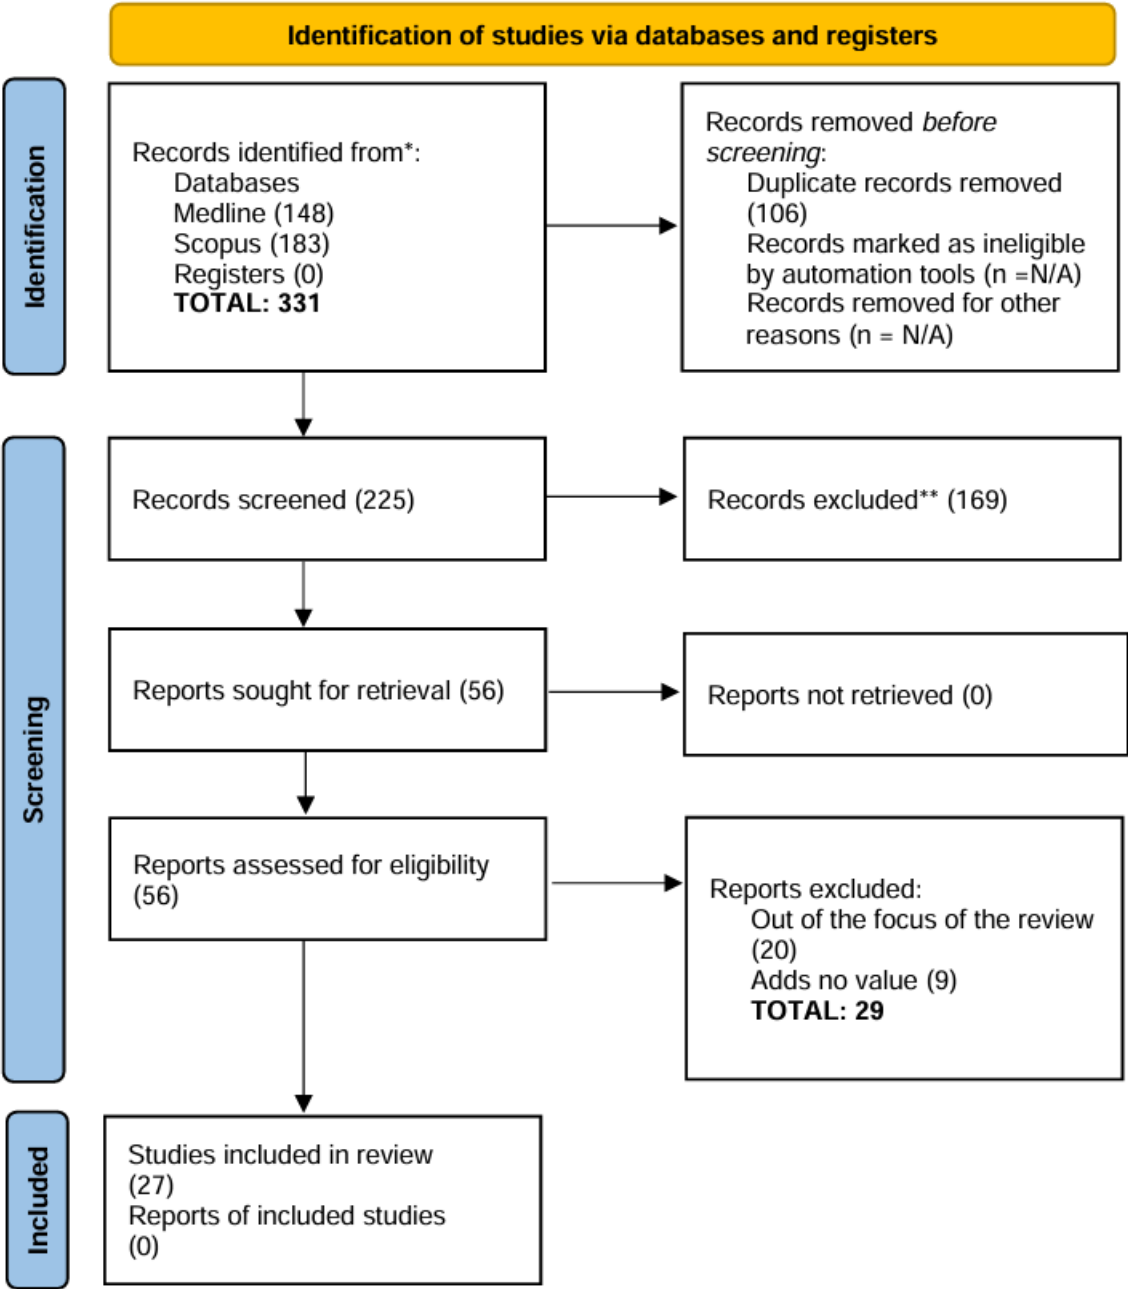 Identification of studies via databases and registers
Identification
Records identified from*:
Databases
Medline (148)
Scopus (183)
Registers (0)
TOTAL: 331
Records removed before
screening:
Duplicate records removed
(106)
Records marked as ineligible
by automation tools (n =N/A)
Records removed for other
reasons (n = N/A)
Screening
Records screened (225)
Records excluded** (169)
Reports sought for retrieval (56)
Reports not retrieved (0)
Reports assessed for eligibility
(56)
Reports excluded:
Out of the focus of the review
(20)
Adds no value (9)
TOTAL: 29
Included
Studies included in review
(27)
Reports of included studies
(0)